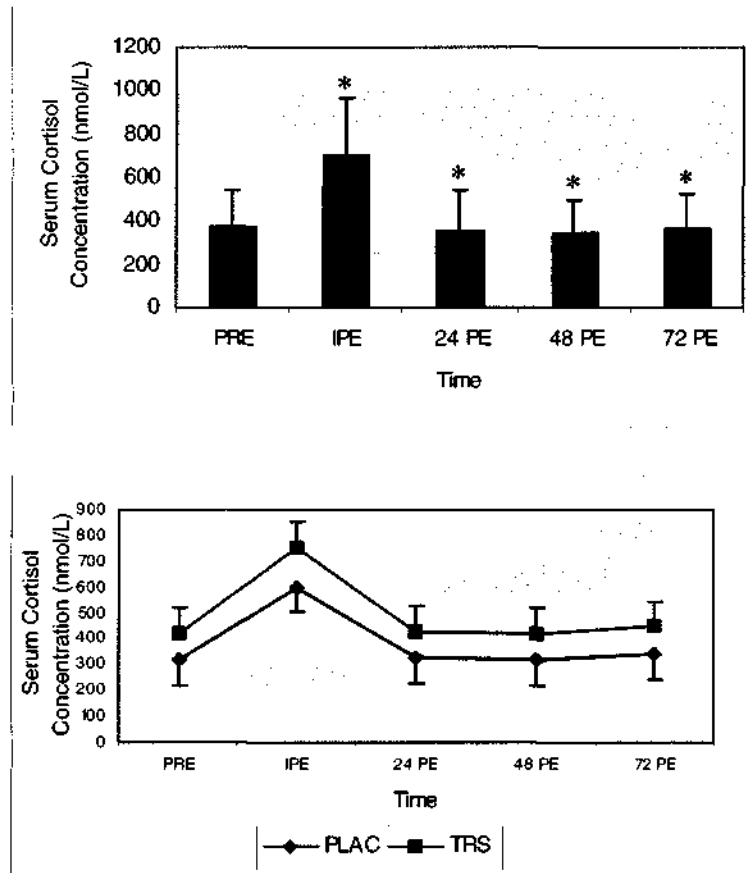 Serum Cortisol
Concentration (nmol/L)
1200
1000
800
600
400
200
0
*
*
*
*
PRE
IPE
24 PE
48 PE
72 PE
Time
Serum Cortisol
Concentration (nmol/L)
900
800
700
600
500
400
300
200
100
0
PRE
IPE
24 PE
48 PE
72 PE
Time
PLAC
TRS